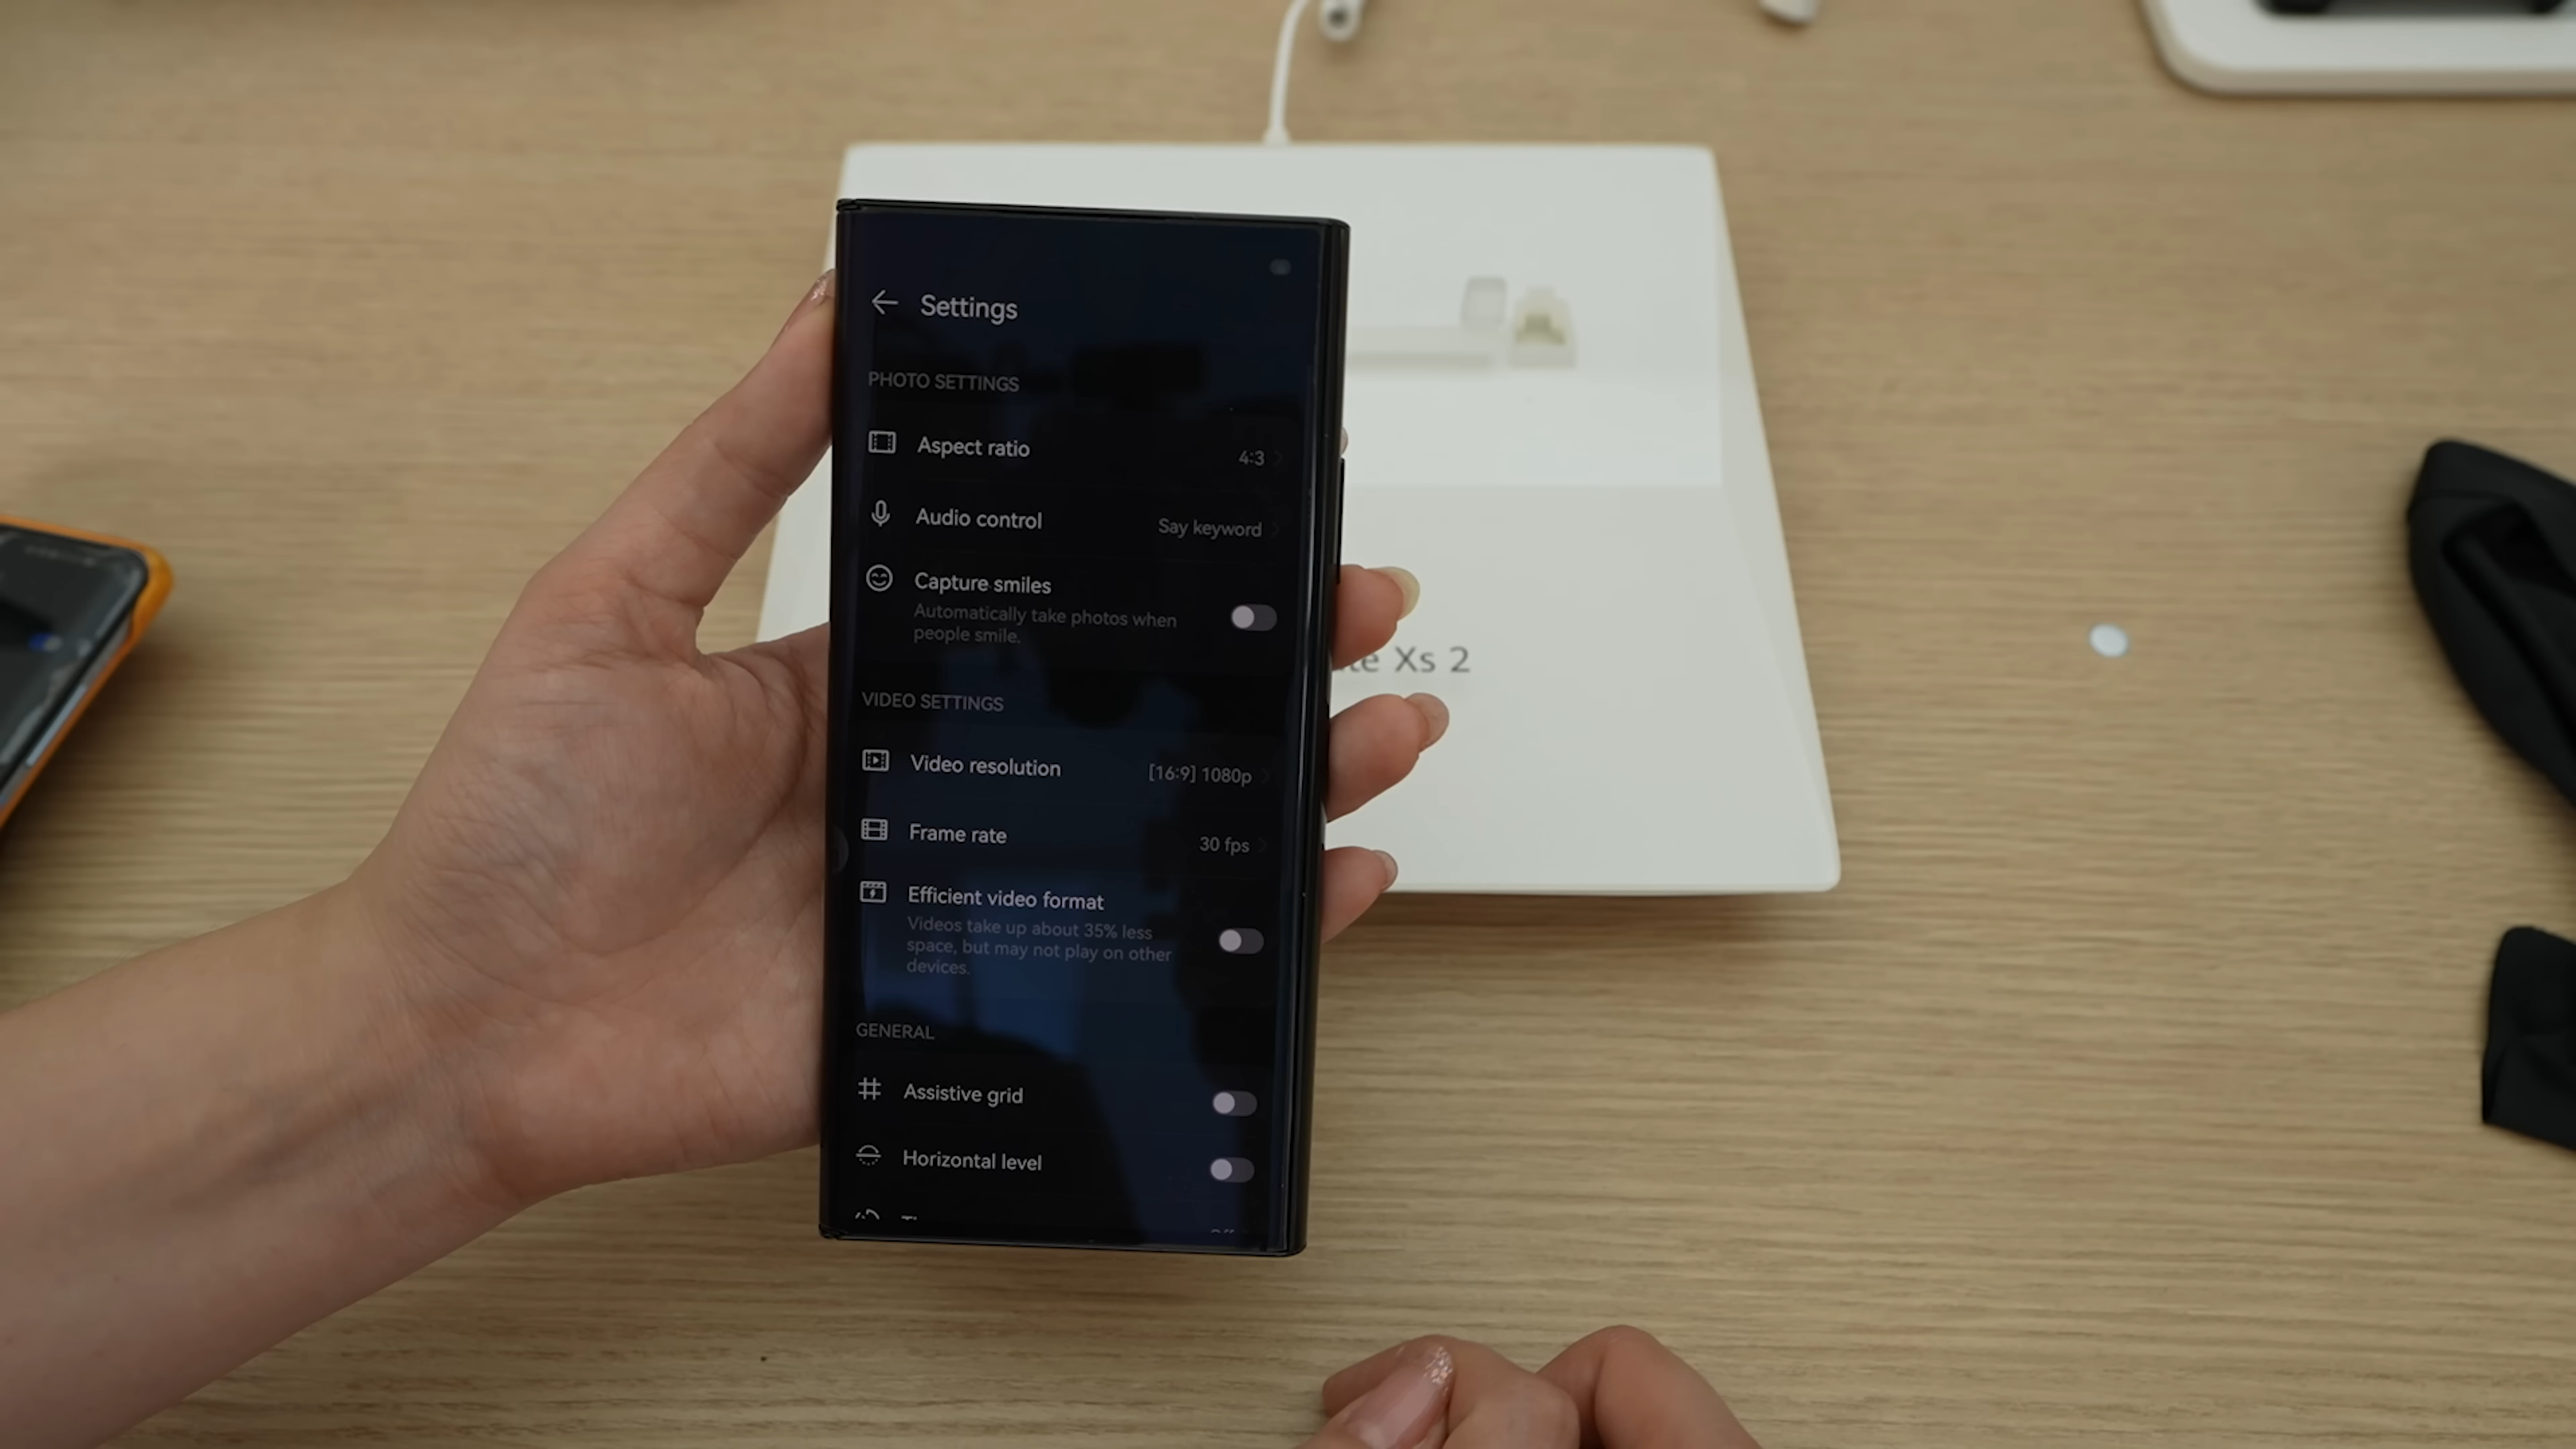 Settings
PHOTO SETTINGS
Aspect ratio 4:3
Audio control Say keyword
Capture smiles
Automatically take photos when
people smile.
VIDEO SETTINGS
Video resolution [16:9] 1080p
Frame rate 30 fps
Efficient video format
Videos take up about 35% less
space, but may not play on other
devices.
GENERAL
Assistive grid
Horizontal level
Xs 2